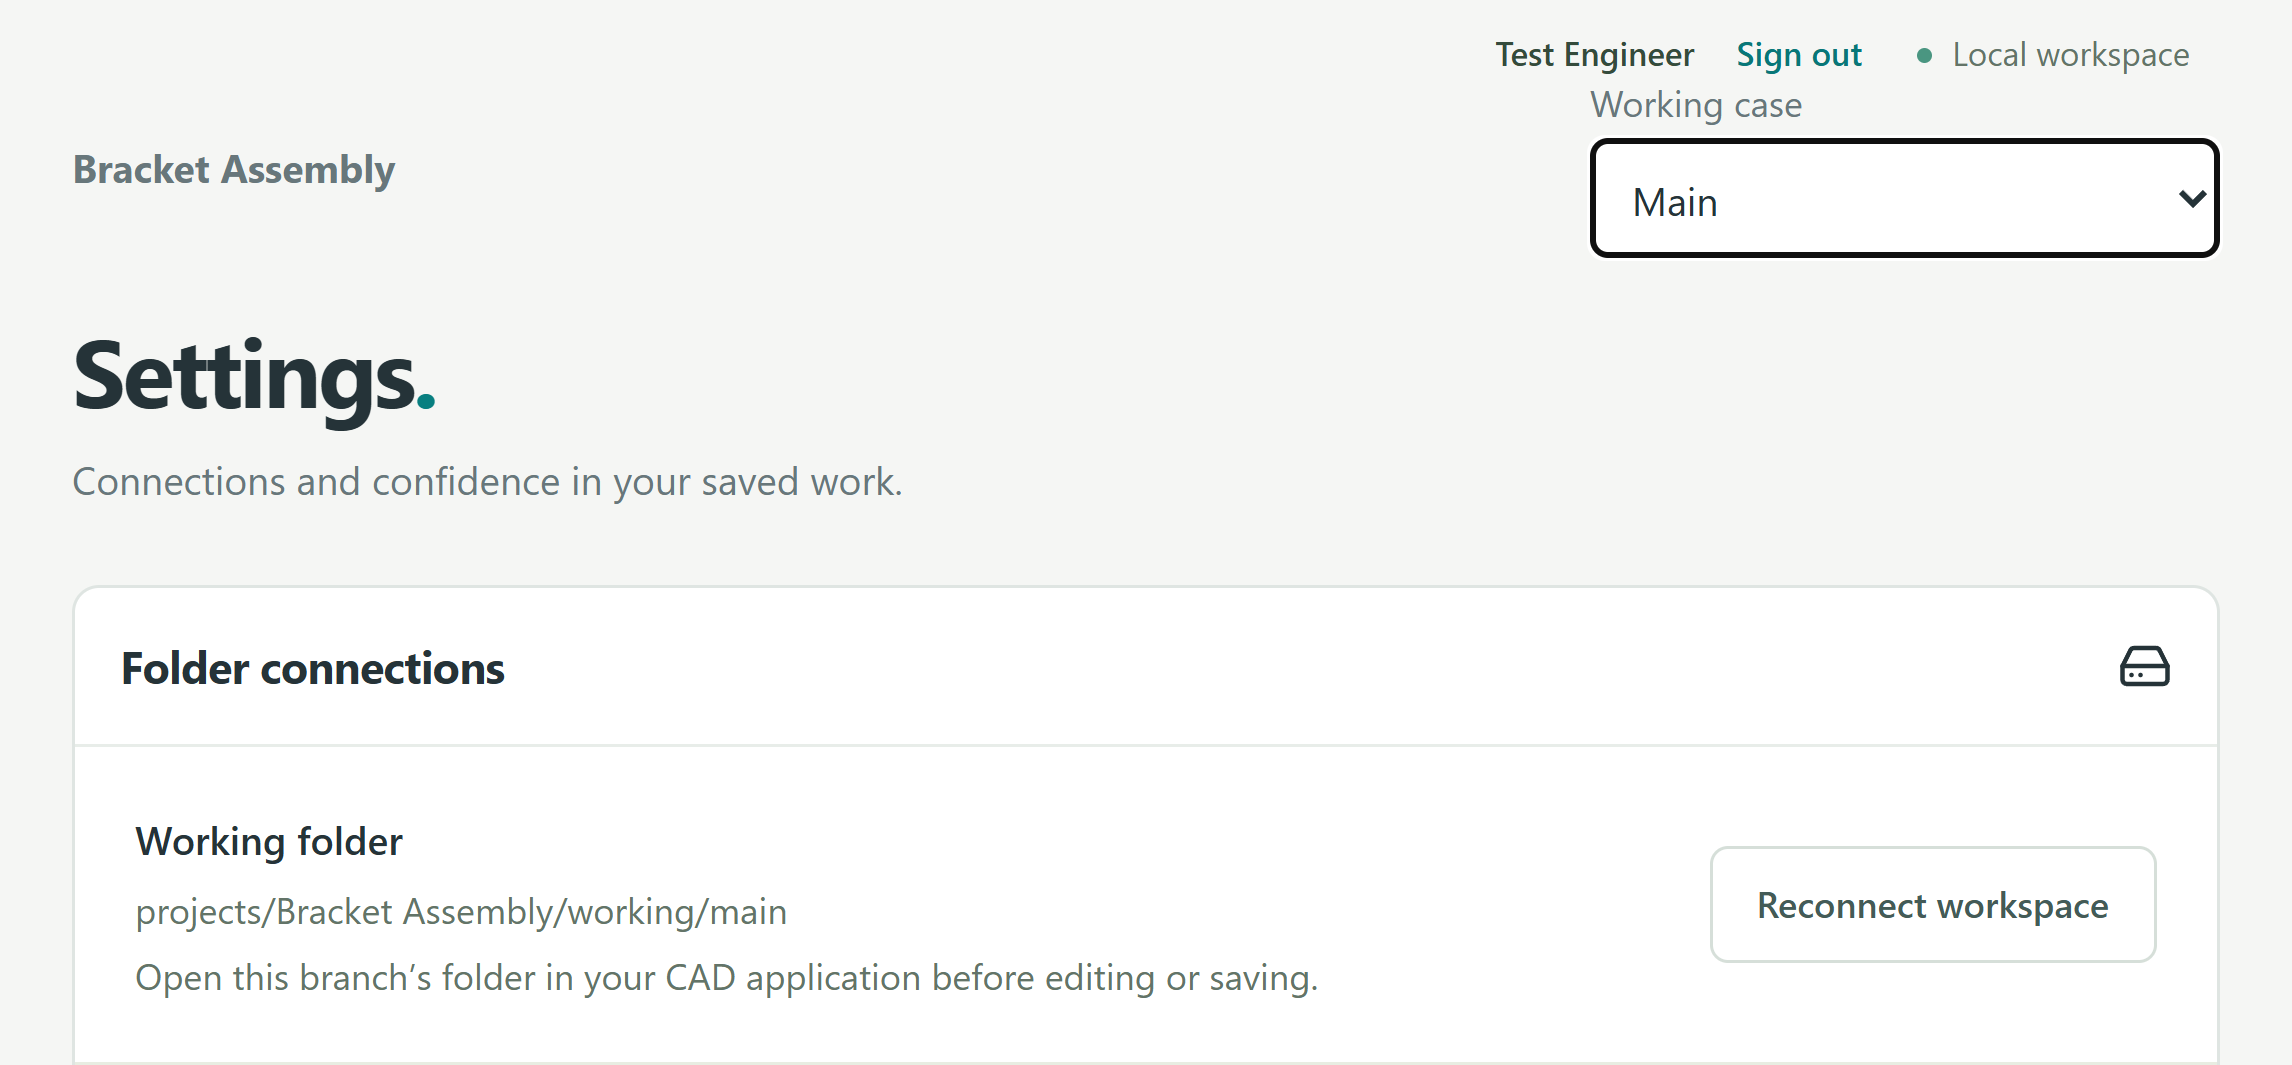 Test Engineer Sign out Local workspace
Working case
Bracket Assembly
Main
Settings.
Connections and confidence in your saved work.
Folder connections
Working folder
projects/Bracket Assembly/working/main
Reconnect workspace
Open this branch’s folder in your CAD application before editing or saving.